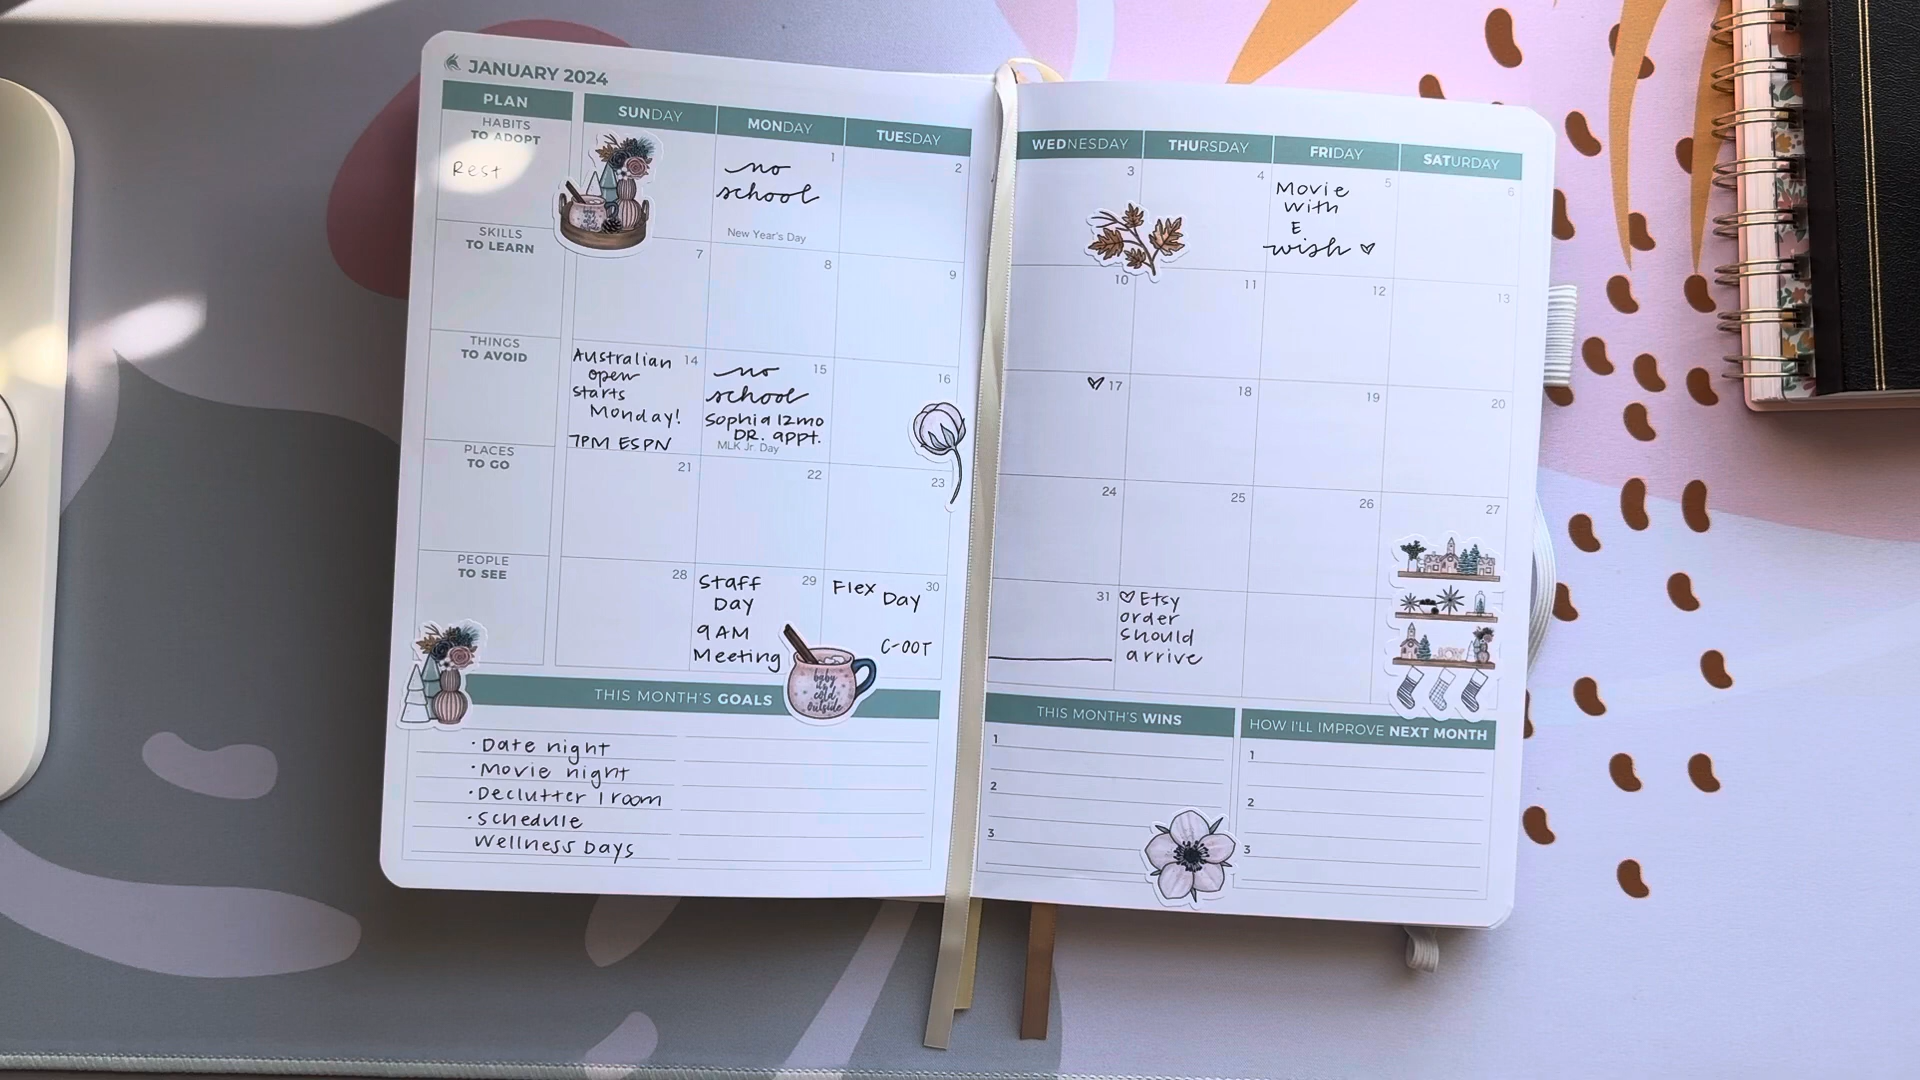 JANUARY 2024
PLAN
HABITS
TO ADOPT
Rest
SKILLS
TO LEARN
THINGS
TO AVOID
PLACES
TO GO
PEOPLE
TO SEE
SUNDAY MONDAY TUESDAY WEDNESDAY THURSDAY FRIDAY SATURDAY
1
no
school
New Year's Day
2
3
4
5
Movie
with
E
wish
6
7
8
9
10
11
12
13
14
Australian
open
starts
Monday!
7PM ESPN
15
no
school
Sophia 12mo
DR. appt.
MLK Jr. Day
16
17
18
19
20
21
22
23
24
25
26
27
28
29
Staff
Day
9AM
Meeting
30
Flex
Day
C-OOT
31
♡ Etsy
order
should
arrive
THIS MONTH'S GOALS
• Date night
• Movie night
• Declutter 1 room
• Schedule
Wellness Days
baby
it's
cold
outside
THIS MONTH'S WINS
1
2
3
HOW I'LL IMPROVE NEXT MONTH
1
2
3